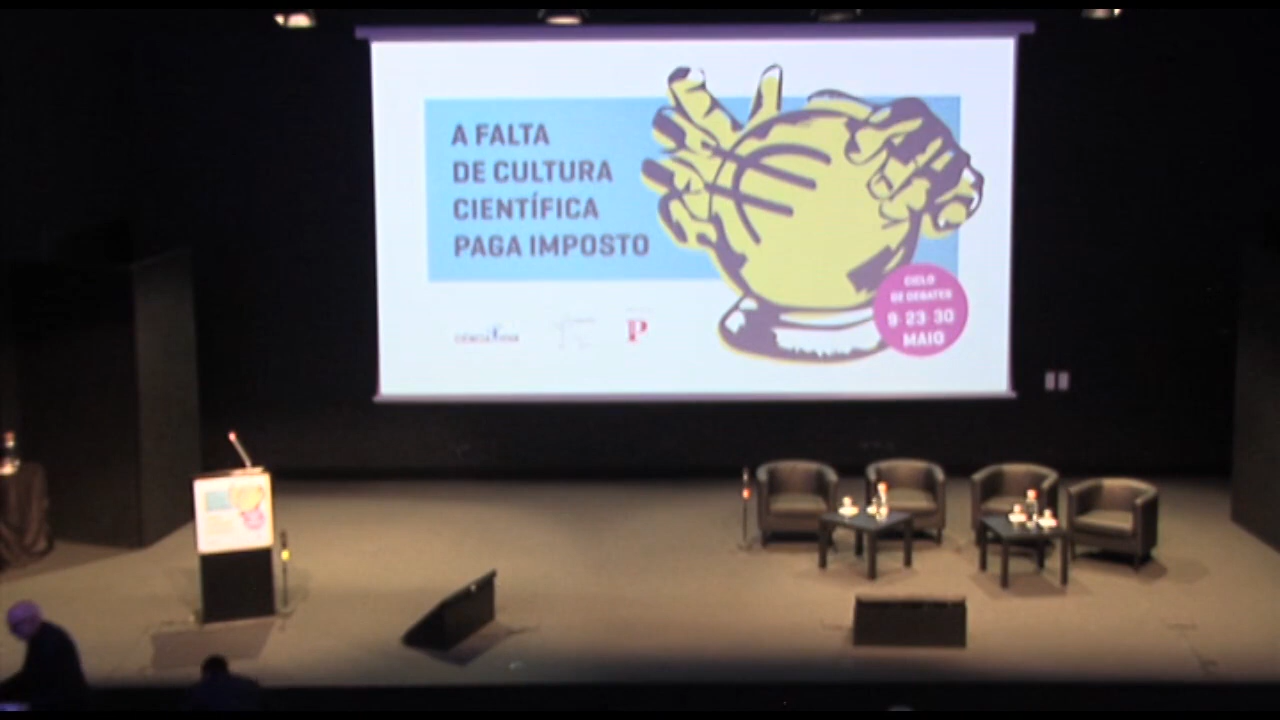 A FALTA
DE CULTURA
CIENTÍFICA
PAGA IMPOSTO
CICLO
DE DEBATES
9·23·30
MAIO
P